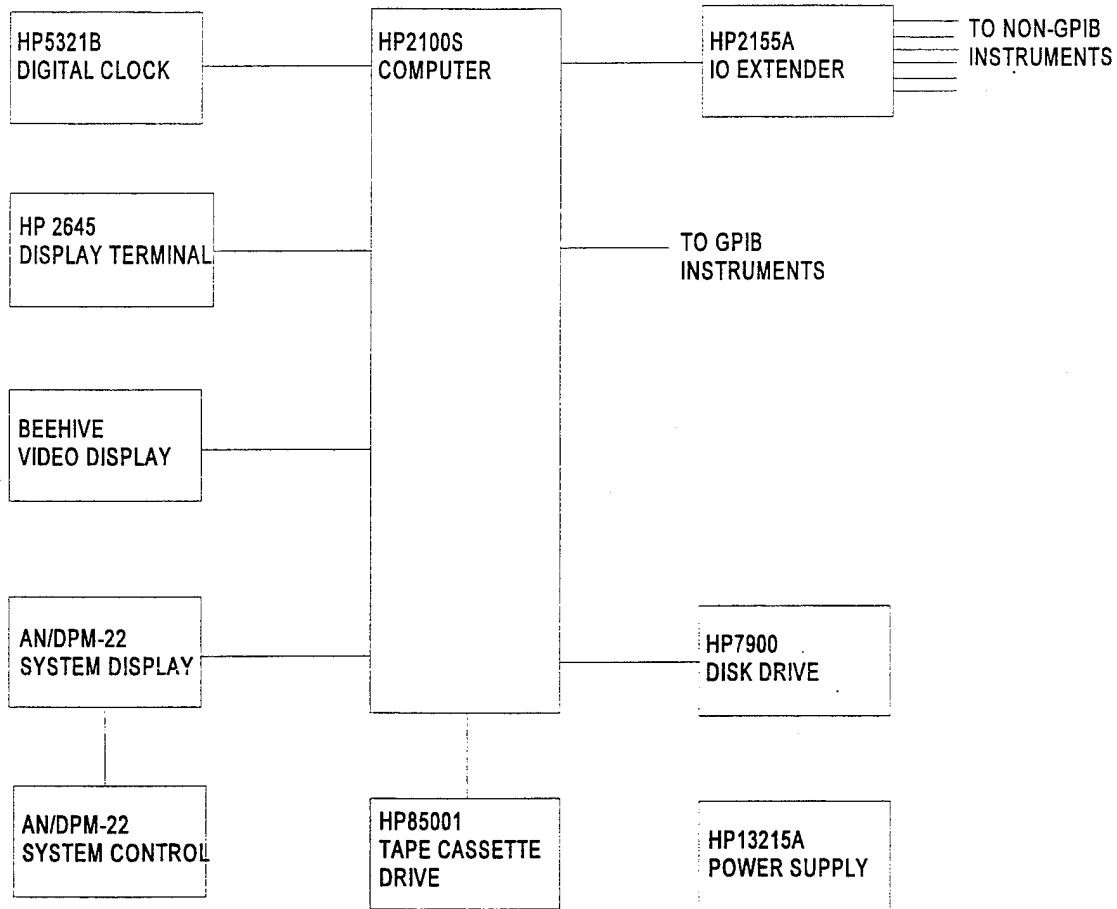 HP5321B
DIGITAL CLOCK
HP2100S
COMPUTER
HP2155A
IO EXTENDER
TO NON-GPIB
INSTRUMENTS
HP 2645
DISPLAY TERMINAL
TO GPIB
INSTRUMENTS
BEEHIVE
VIDEO DISPLAY
AN/DPM-22
SYSTEM DISPLAY
HP7900
DISK DRIVE
AN/DPM-22
SYSTEM CONTROL
HP85001
TAPE CASSETTE
DRIVE
HP13215A
POWER SUPPLY